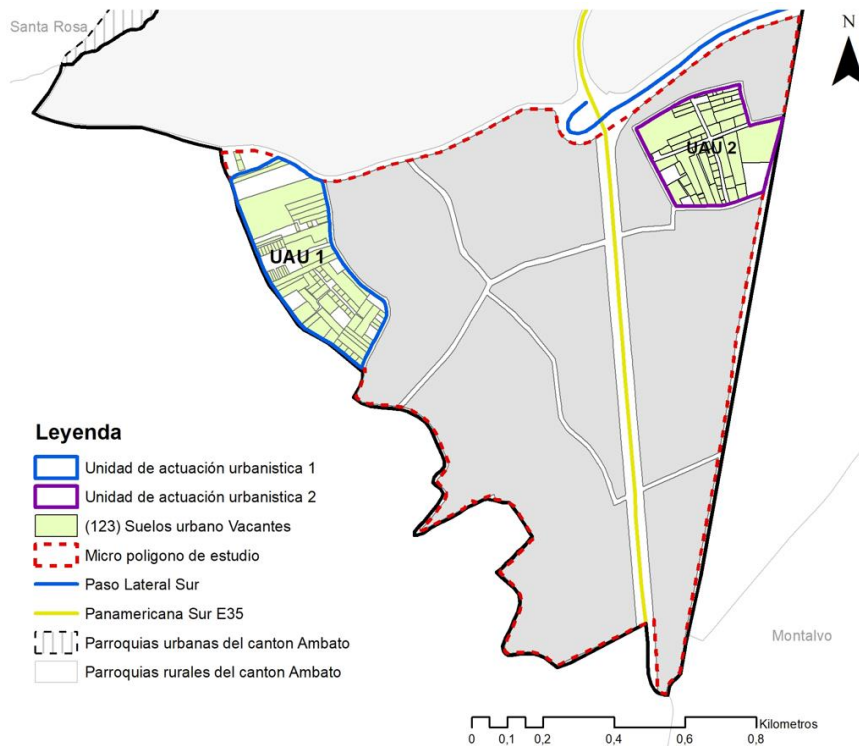 Santa Rosa
N
UAU 2
UAU 1
Leyenda
Unidad de actuación urbanistica 1
Unidad de actuación urbanistica 2
(123) Suelos urbano Vacantes
Micro poligono de estudio
Paso Lateral Sur
Panamericana Sur E35
Parroquias urbanas del canton Ambato
Parroquias rurales del canton Ambato
Montalvo
Kilometros
0 0,1 0,2 0,4 0,6 0,8